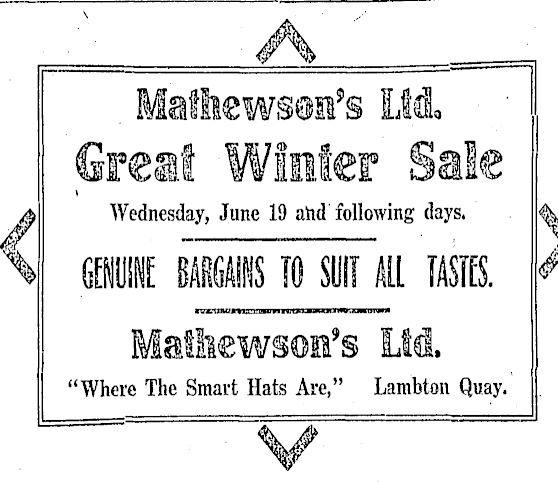 Mathewson's Ltd.
Great Winter Sale
Wednesday, June 19 and following days.
GENUINE BARGAINS TO SUIT ALL TASTES.
Mathewson's Ltd.
"Where The Smart Hats Are," Lambton Quay.